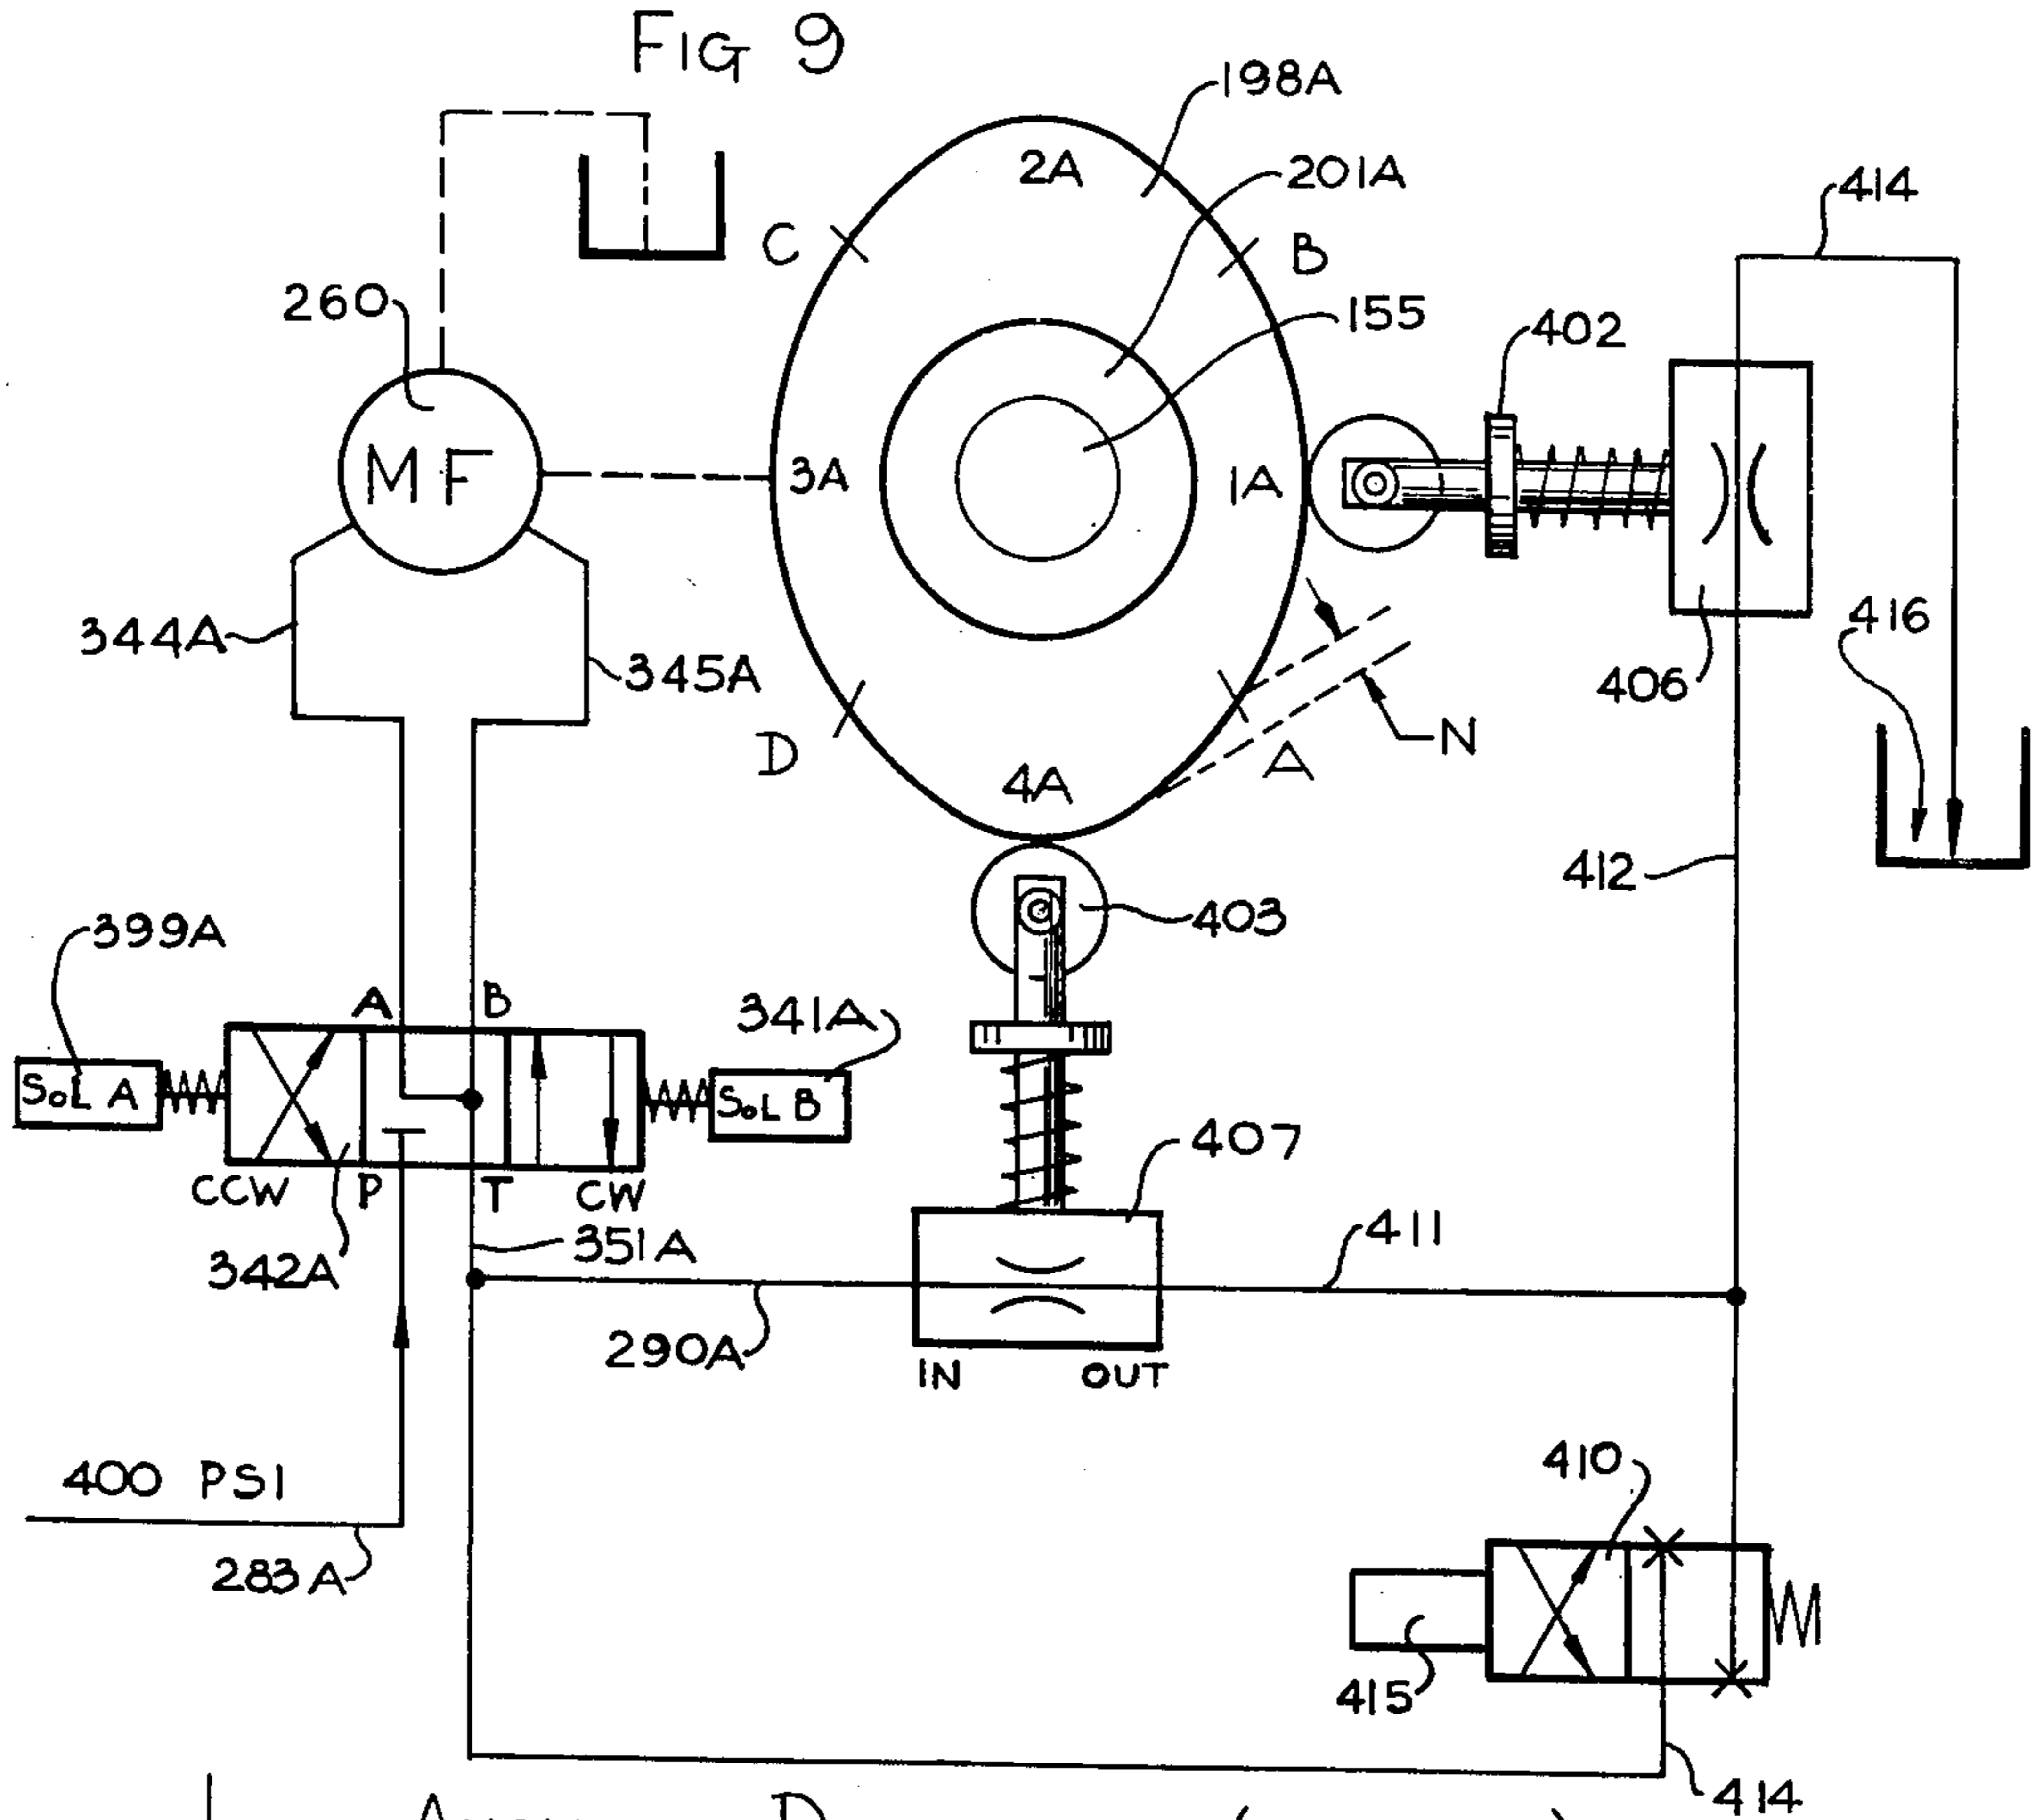 FIG 9
198A
2A
201A
414
C
B
260
155
402
MF
3A
1A
344A
345A
416
406
N
D
A
4A
412
403
399A
A
B
341A
SOL A
SOL B
407
CCW
P
T
CW
411
351A
342A
290A
IN
OUT
410
400 PSI
283A
415
414